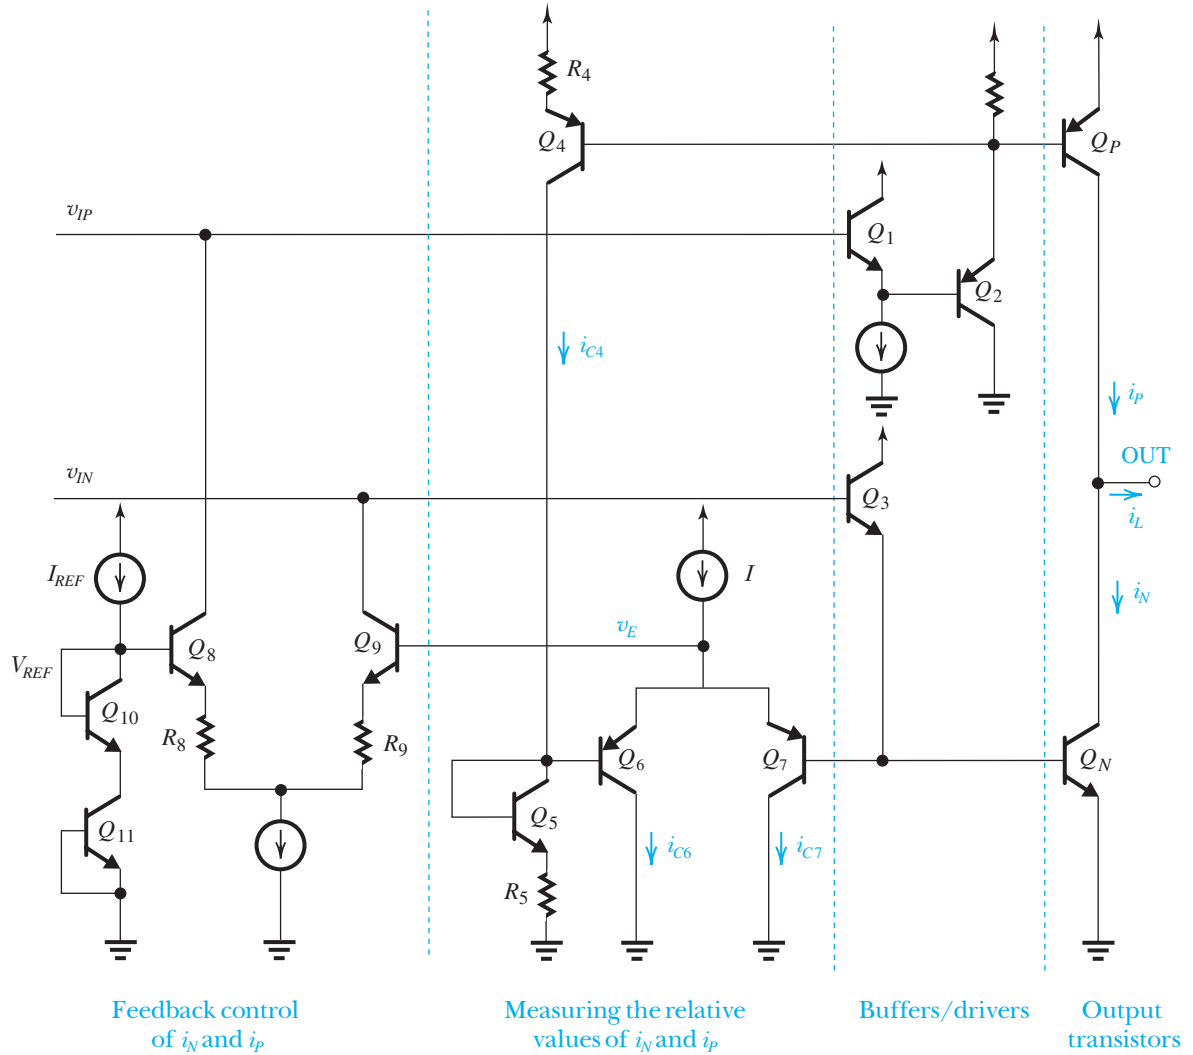 R4
Q4
QP
vIP
Q1
Q2
iC4
iP
vIN
OUT
Q3
iL
IREF
I
iN
vE
Q8
Q9
VREF
Q10
R8
R9
Q6
Q7
QN
Q11
Q5
iC6
iC7
R5
Feedback control
of iN and iP
Measuring the relative
values of iN and iP
Buffers/drivers
Output
transistors